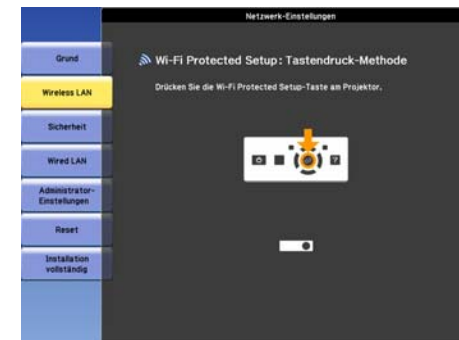 Netzwerk-Einstellungen
Grund
Wireless LAN
Sicherheit
Wired LAN
Administrator-
Einstellungen
Reset
Installation
vollständig
Wi-Fi Protected Setup: Tastendruck-Methode
Drücken Sie die Wi-Fi Protected Setup-Taste am Projektor.
?